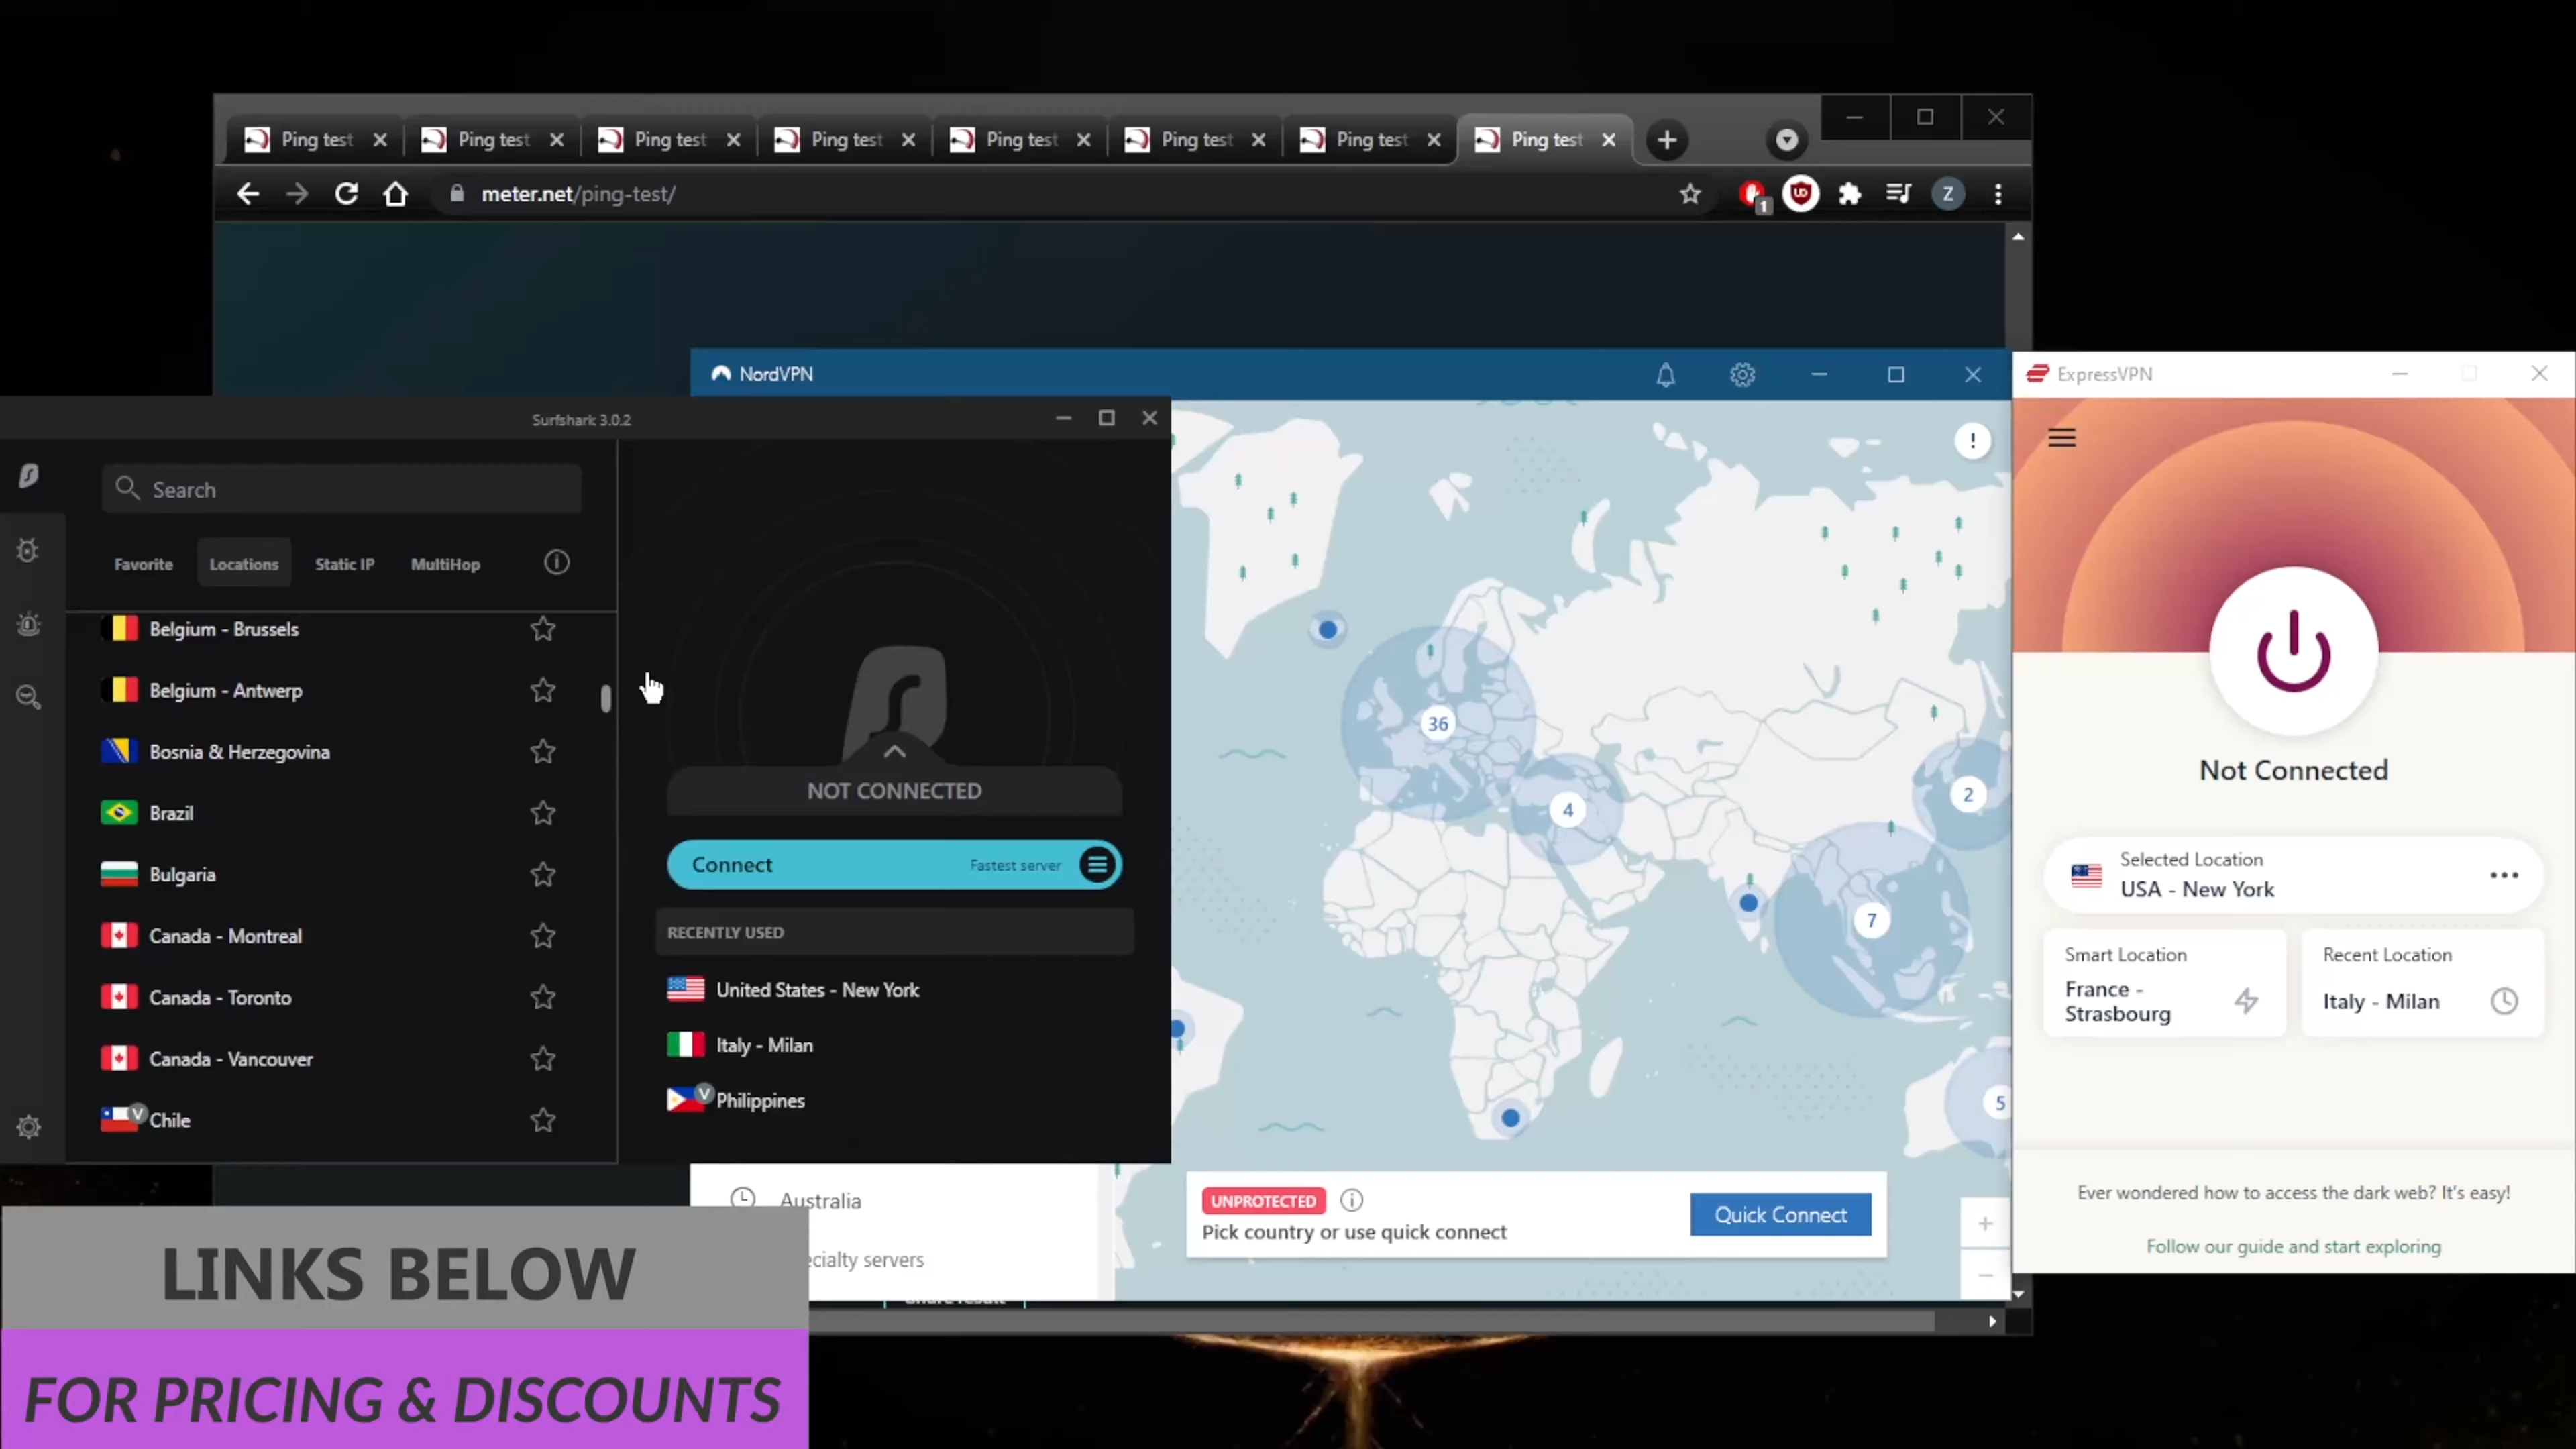 Ping test
Ping test
Ping test
Ping test
Ping test
Ping test
Ping test
Ping test
meter.net/ping-test/
1
Z
NordVPN
ExpressVPN
Surfshark 3.0.2
Search
Favorite
Locations
Static IP
MultiHop
Belgium - Brussels
Belgium - Antwerp
Bosnia & Herzegovina
Brazil
Bulgaria
Canada - Montreal
Canada - Toronto
Canada - Vancouver
V
Chile
NOT CONNECTED
Connect
Fastest server
RECENTLY USED
United States - New York
Italy - Milan
V
Philippines
!
36
4
2
7
5
Australia
UNPROTECTED
Pick country or use quick connect
Quick Connect
Not Connected
Selected Location
USA - New York
Smart Location
France -
Strasbourg
Recent Location
Italy - Milan
Ever wondered how to access the dark web? It's easy!
Follow our guide and start exploring
ecialty servers
LINKS BELOW
FOR PRICING & DISCOUNTS